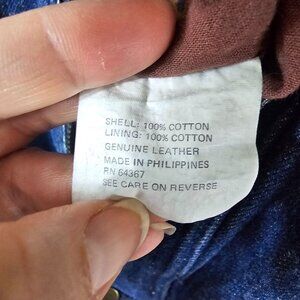 SHELL: 100% COTTON
LINING: 100% COTTON
GENUINE LEATHER
MADE IN PHILIPPINES
RN 64367
SEE CARE ON REVERSE